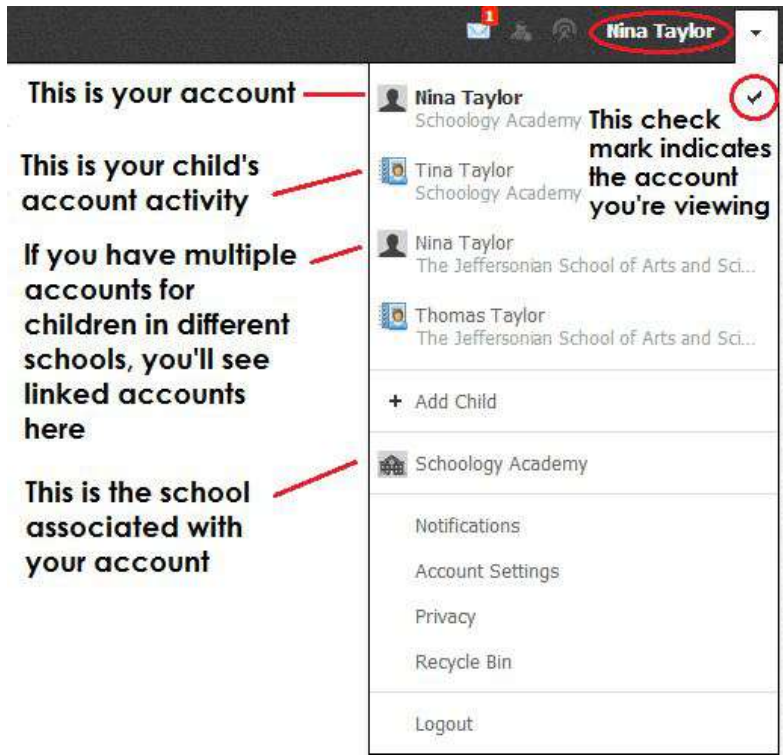 1
Nina Taylor
This is your account
Nina Taylor
Schoology Academy
This check
mark indicates
the account
you're viewing
This is your child's
account activity
Tina Taylor
Schoology Academy
If you have multiple
accounts for
children in different
schools, you'll see
linked accounts
here
Nina Taylor
The Jeffersonian School of Arts and Sci...
Thomas Taylor
The Jeffersonian School of Arts and Sci...
+ Add Child
This is the school
associated with
your account
Schoology Academy
Notifications
Account Settings
Privacy
Recycle Bin
Logout